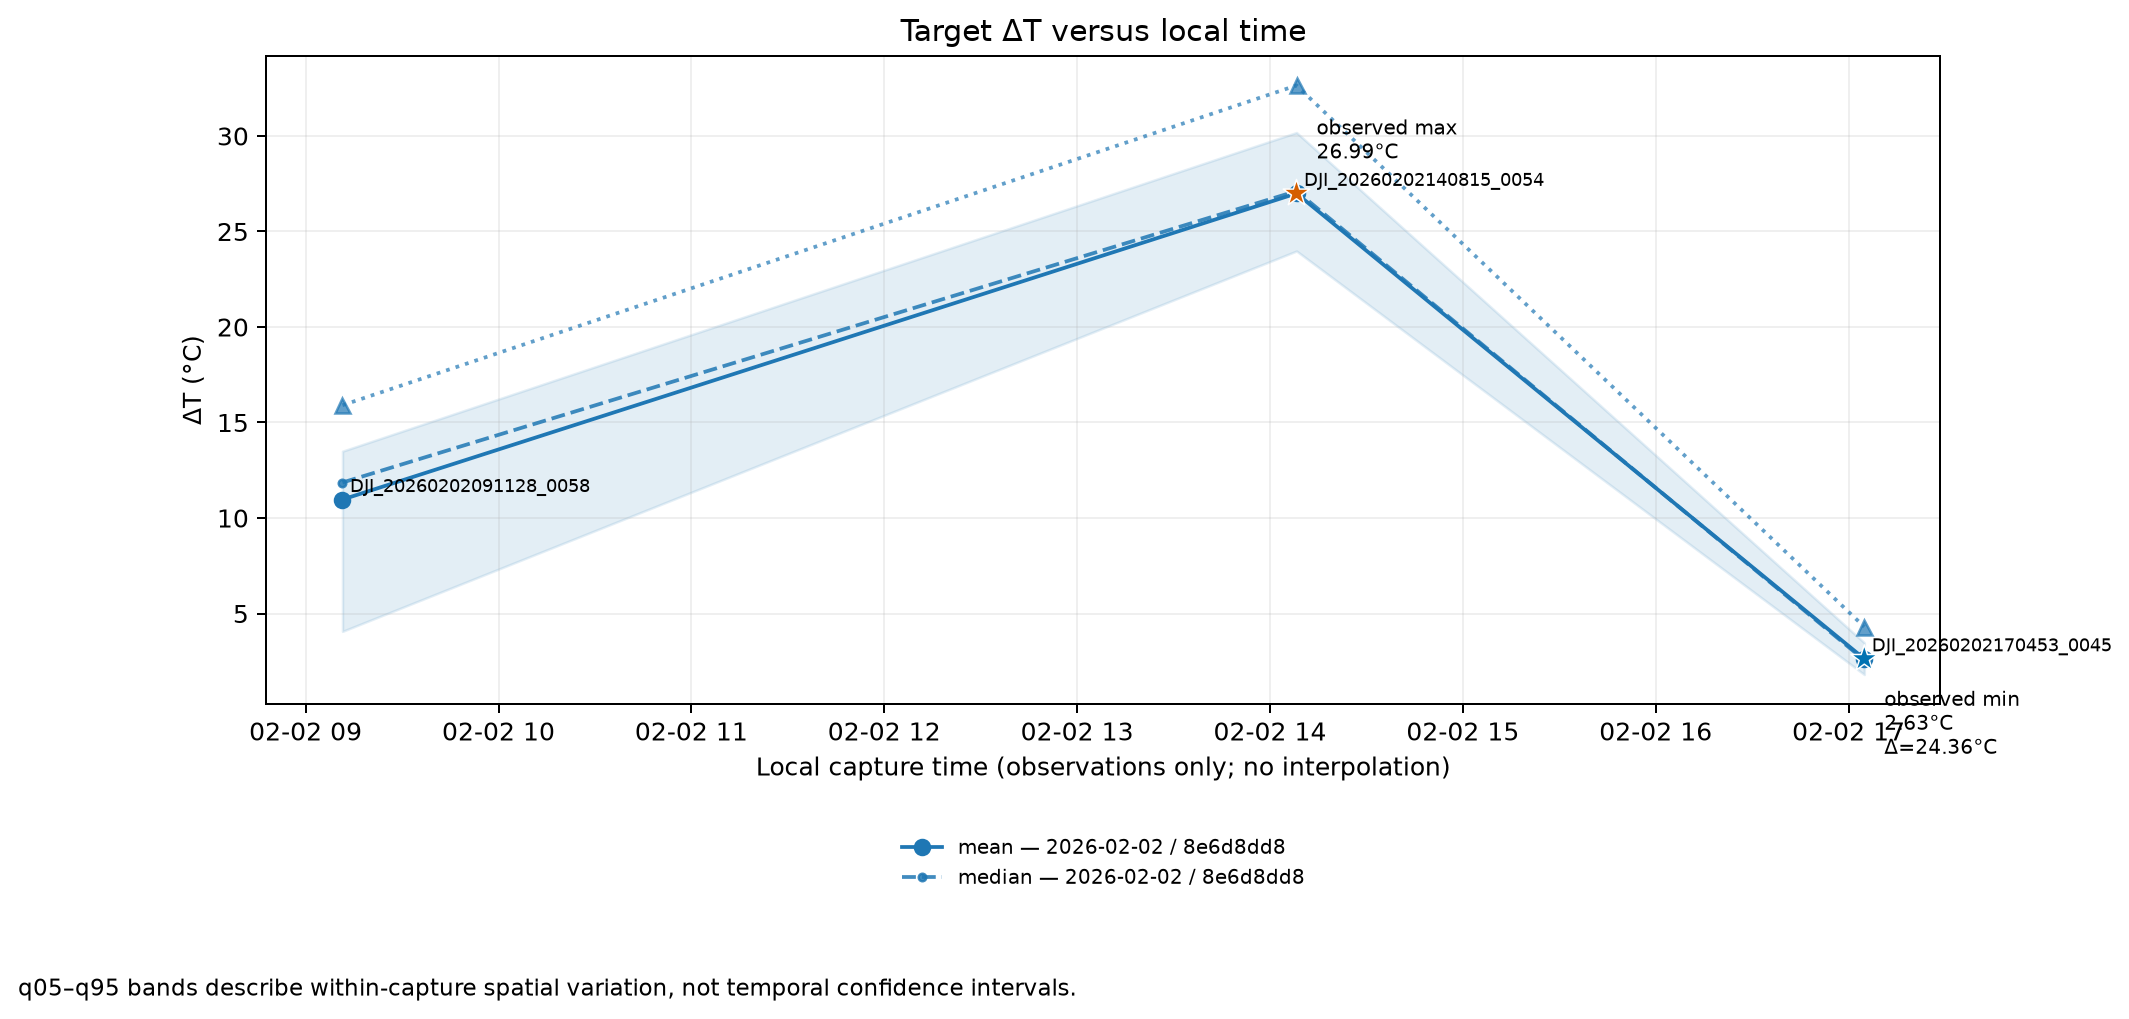 Target ΔT versus local time
ΔT (°C)
30
25
20
15
10
5
observed max
26.99°C
DJI_20260202140815_0054
DJI_20260202091128_0058
DJI_20260202170453_0045
observed min
2.63°C
Δ=24.36°C
02-02 09 02-02 10 02-02 11 02-02 12 02-02 13 02-02 14 02-02 15 02-02 16 02-02 17
Local capture time (observations only; no interpolation)
mean — 2026-02-02 / 8e6d8dd8
median — 2026-02-02 / 8e6d8dd8
q05–q95 bands describe within-capture spatial variation, not temporal confidence intervals.